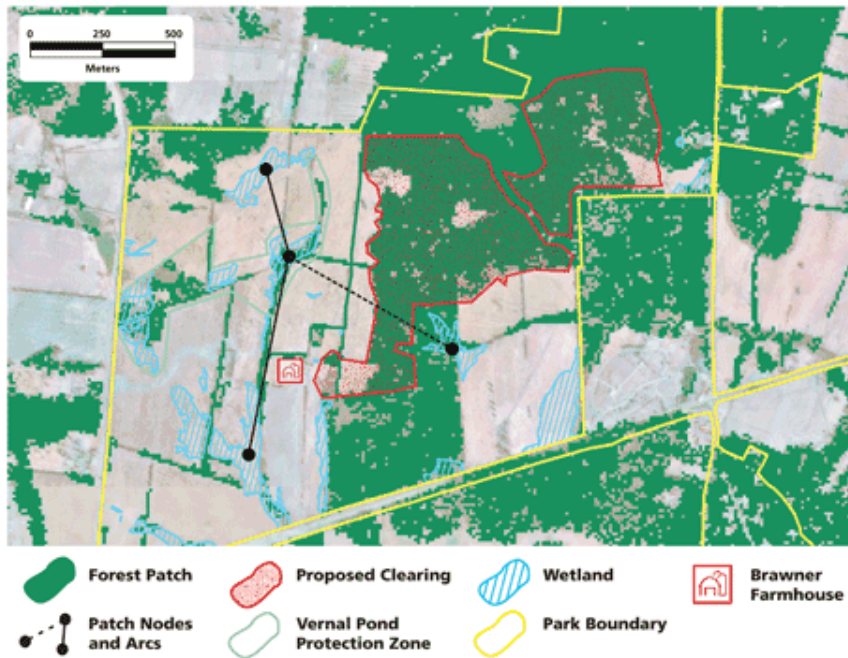 0 250 500
Meters
Forest Patch
Proposed Clearing
Wetland
Brawner
Farmhouse
Patch Nodes
and Arcs
Vernal Pond
Protection Zone
Park Boundary